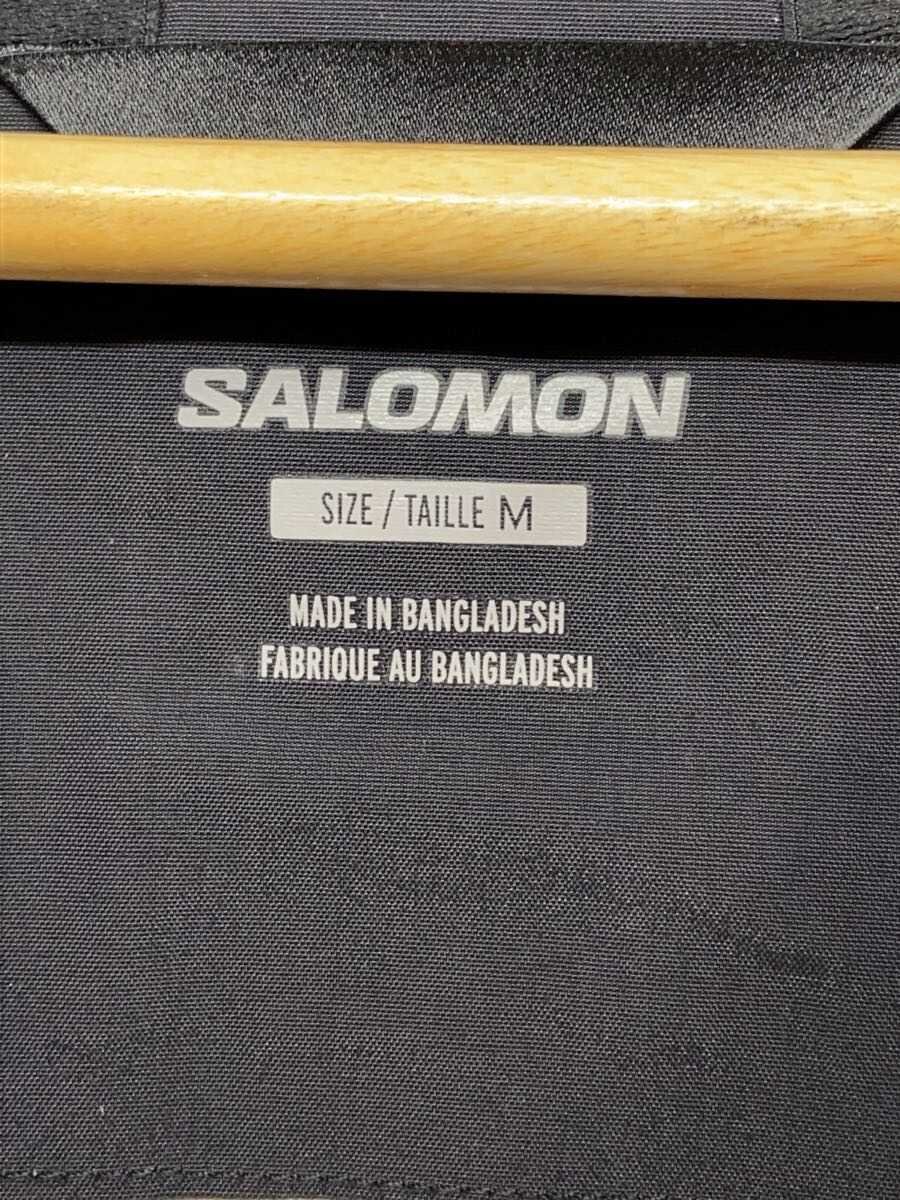 SALOMON
SIZE / TAILLE M
MADE IN BANGLADESH
FABRIQUE AU BANGLADESH